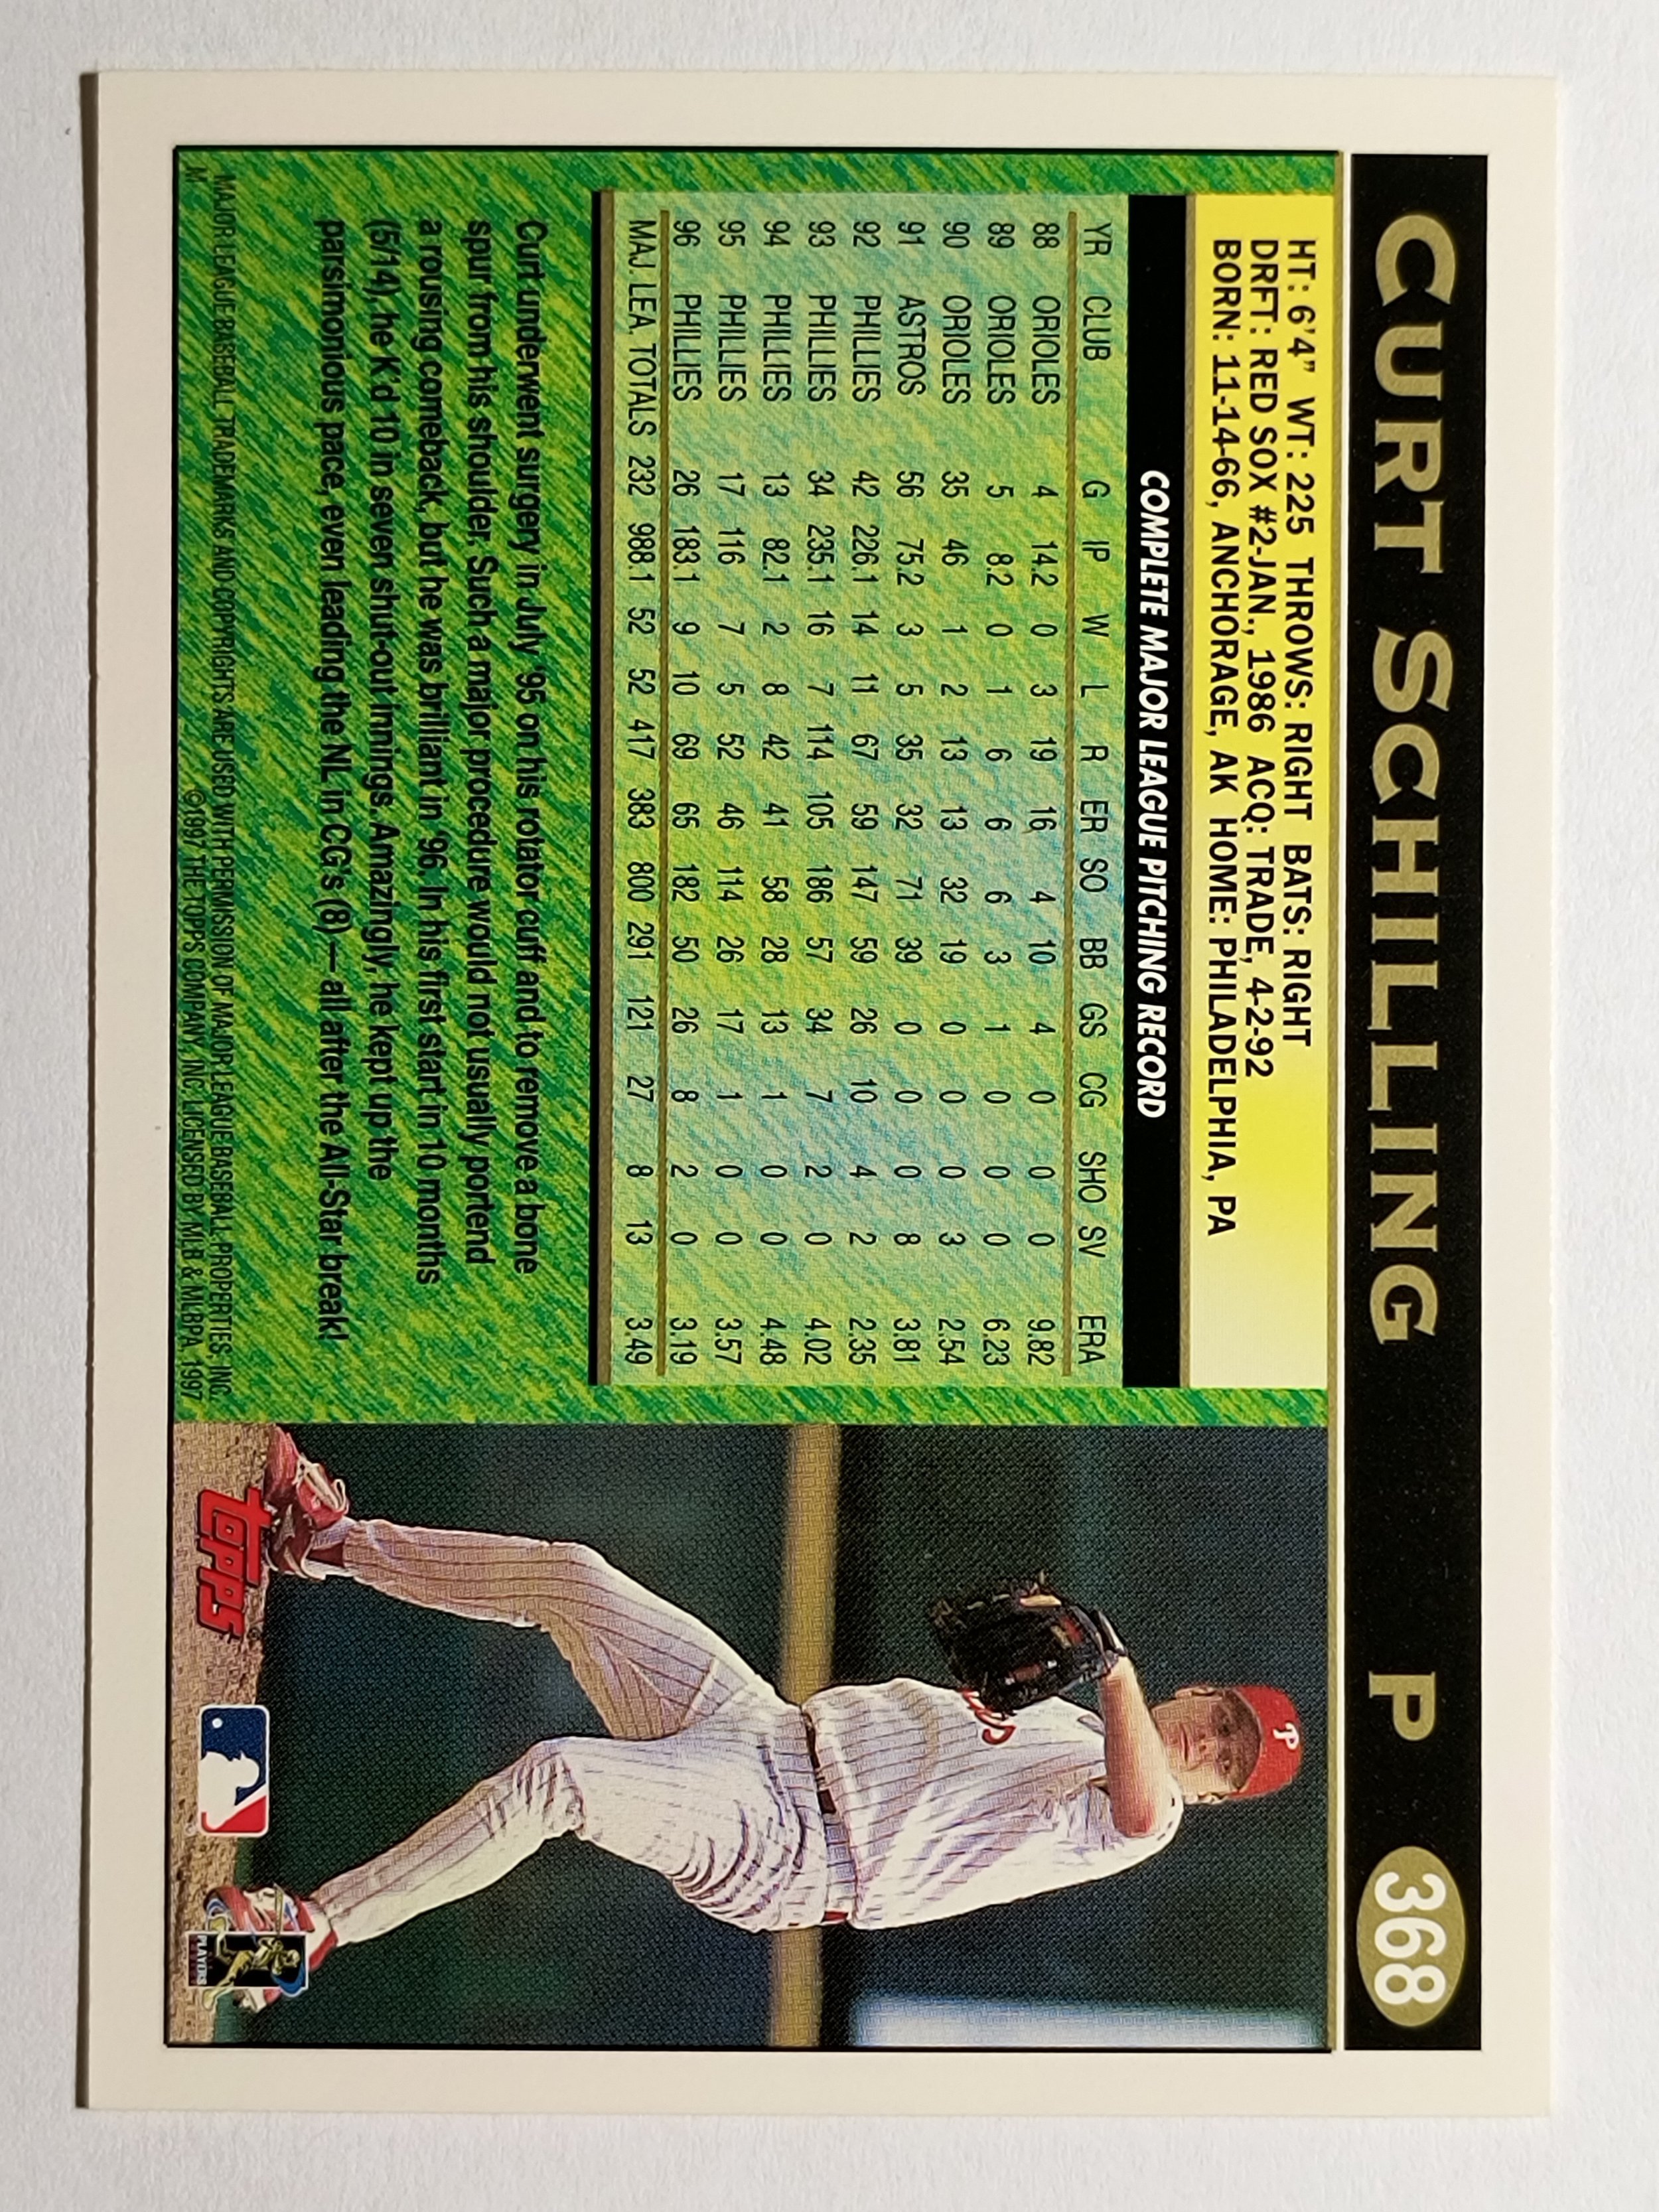 CURT SCHILLING P 368
HT: 6'4" WT: 225 THROWS: RIGHT BATS: RIGHT
DRFT: RED SOX #2-JAN., 1986 ACQ: TRADE, 4-2-92
BORN: 11-14-66, ANCHORAGE, AK HOME: PHILADELPHIA, PA
COMPLETE MAJOR LEAGUE PITCHING RECORD
YR CLUB G IP W L R ER SO BB GS CG SHO SV ERA
88 ORIOLES 4 14.2 0 3 19 16 4 10 4 0 0 0 9.82
89 ORIOLES 5 8.2 0 1 6 6 6 3 1 0 0 0 6.23
90 ORIOLES 35 46 1 2 13 13 32 19 0 0 0 3 2.54
91 ASTROS 56 75.2 3 5 35 32 71 39 0 0 0 8 3.81
92 PHILLIES 42 226.1 14 11 67 59 147 59 26 10 4 2 2.35
93 PHILLIES 34 235.1 16 7 114 105 186 57 34 7 2 0 4.02
94 PHILLIES 13 82.1 2 8 42 41 58 28 13 1 0 0 4.48
95 PHILLIES 17 116 7 5 52 46 114 26 17 1 0 0 3.57
96 PHILLIES 26 183.1 9 10 69 65 182 50 26 8 2 0 3.19
MAJ. LEA. TOTALS 232 988.1 52 52 417 383 800 291 121 27 8 13 3.49
Curt underwent surgery in July '95 on his rotator cuff and to remove a bone
spur from his shoulder. Such a major procedure would not usually portend
a rousing comeback, but he was brilliant in '96. In his first start in 10 months
(5/14), he K'd 10 in seven shut-out innings. Amazingly, he kept up the
parsimonious pace, even leading the NL in CG's (8) — all after the All-Star break!
MAJOR LEAGUE BASEBALL TRADEMARKS AND COPYRIGHTS ARE USED WITH PERMISSION OF MAJOR LEAGUE BASEBALL PROPERTIES, INC.
M* ©1997 THE TOPPS COMPANY, INC. LICENSED BY MLB & MLBPA 1997
TOPPS
P
PLAYERS